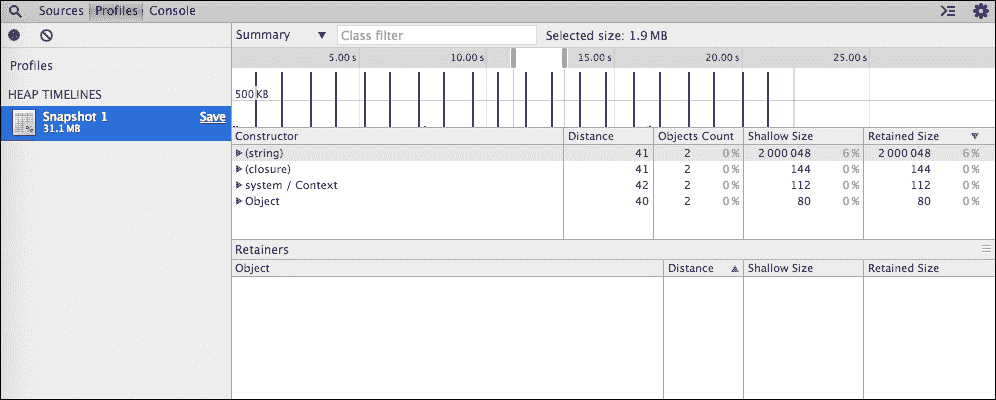 Sources Profiles Console
Summary ▼ Class filter Selected size: 1.9 MB
Profiles
HEAP TIMELINES
Snapshot 1 Save
31.1 MB
5.00 s 10.00 s 15.00 s 20.00 s 25.00 s
500 KB
Constructor Distance Objects Count Shallow Size Retained Size ▼
(string) 41 2 0% 2 000 048 6% 2 000 048 6%
(closure) 41 2 0% 144 0% 144 0%
system / Context 42 2 0% 112 0% 112 0%
Object 40 2 0% 80 0% 80 0%
Retainers
Object Distance ▲ Shallow Size Retained Size